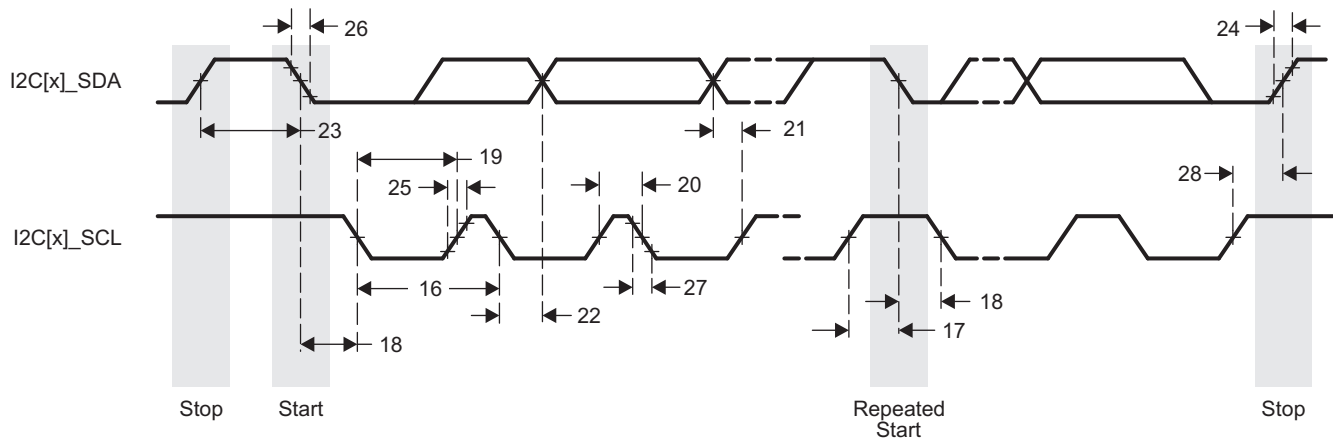 26
24
I2C[x]_SDA
23
21
19
25
20
28
I2C[x]_SCL
16
27
18
22
18
17
Stop
Start
Repeated
Start
Stop